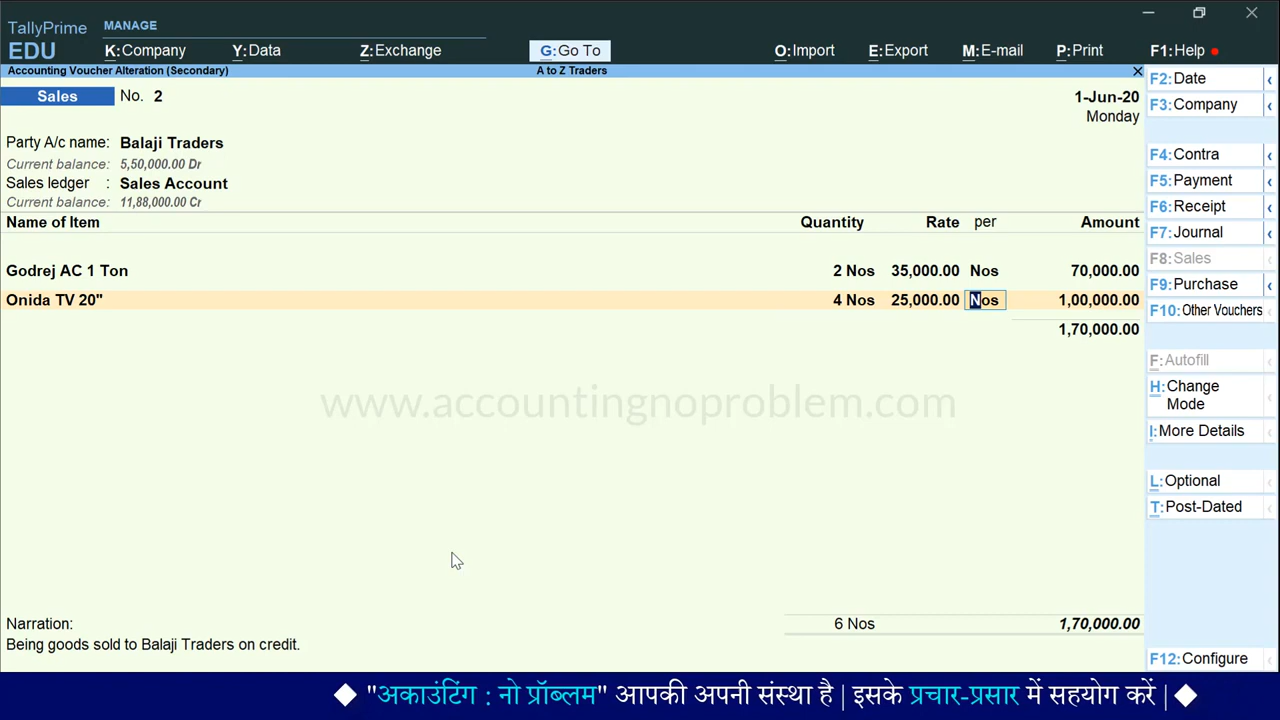 TallyPrime MANAGE
EDU K:Company Y:Data Z:Exchange G:Go To O:Import E:Export M:E-mail P:Print F1:Help
Accounting Voucher Alteration (Secondary) A to Z Traders
Sales No. 2 1-Jun-20
Monday
Party A/c name: Balaji Traders
Current balance: 5,50,000.00 Dr
Sales ledger : Sales Account
Current balance: 11,88,000.00 Cr
Name of Item Quantity Rate per Amount
Godrej AC 1 Ton 2 Nos 35,000.00 Nos 70,000.00
Onida TV 20" 4 Nos 25,000.00 Nos 1,00,000.00
1,70,000.00
www.accountingnoproblem.com
Narration: 6 Nos 1,70,000.00
Being goods sold to Balaji Traders on credit.
F2:Date
F3:Company
F4:Contra
F5:Payment
F6:Receipt
F7:Journal
F8:Sales
F9:Purchase
F10:Other Vouchers
F:Autofill
H:Change
Mode
I:More Details
L:Optional
T:Post-Dated
F12:Configure
"अकाउंटिंग : नो प्रॉब्लम" आपकी अपनी संस्था है | इसके प्रचार-प्रसार में सहयोग करें |